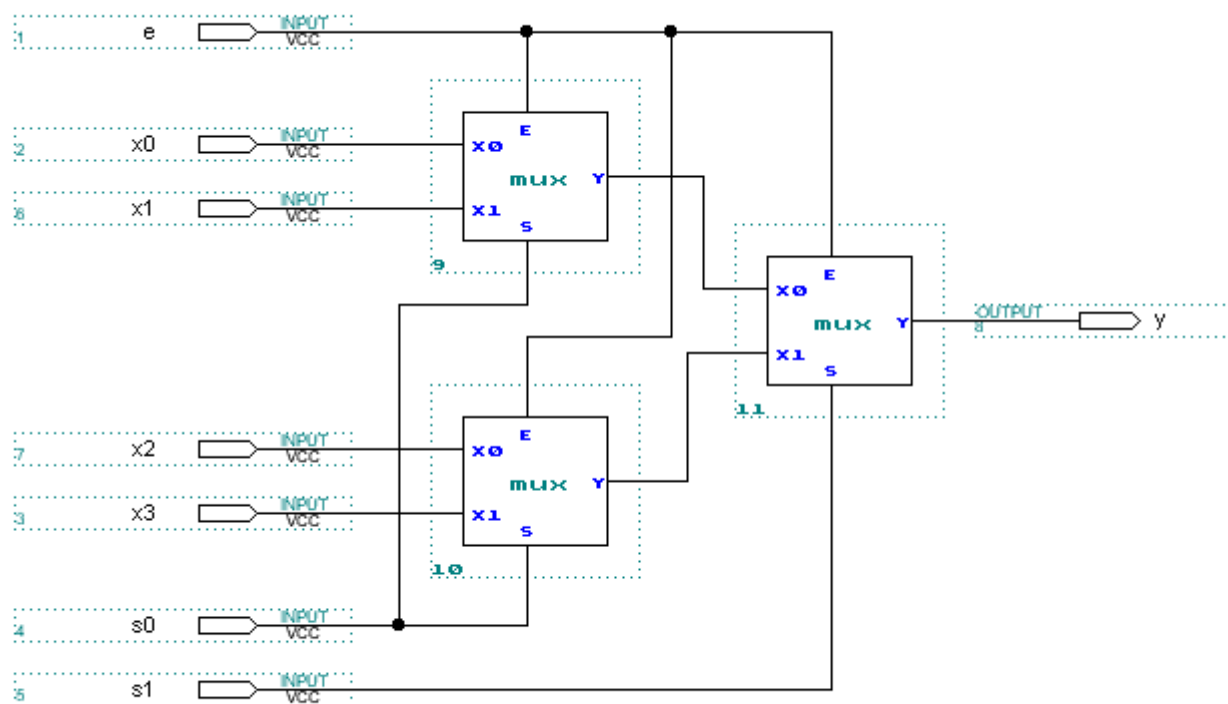 INPUT
1 e VCC
E
INPUT
2 x0 VCC
X0
mux Y
INPUT
6 x1 VCC
X1
S
9
E
X0
mux Y
OUTPUT
8 y
X1
S
11
INPUT
7 x2 VCC
E
X0
mux Y
INPUT
3 x3 VCC
X1
S
10
INPUT
4 s0 VCC
INPUT
5 s1 VCC